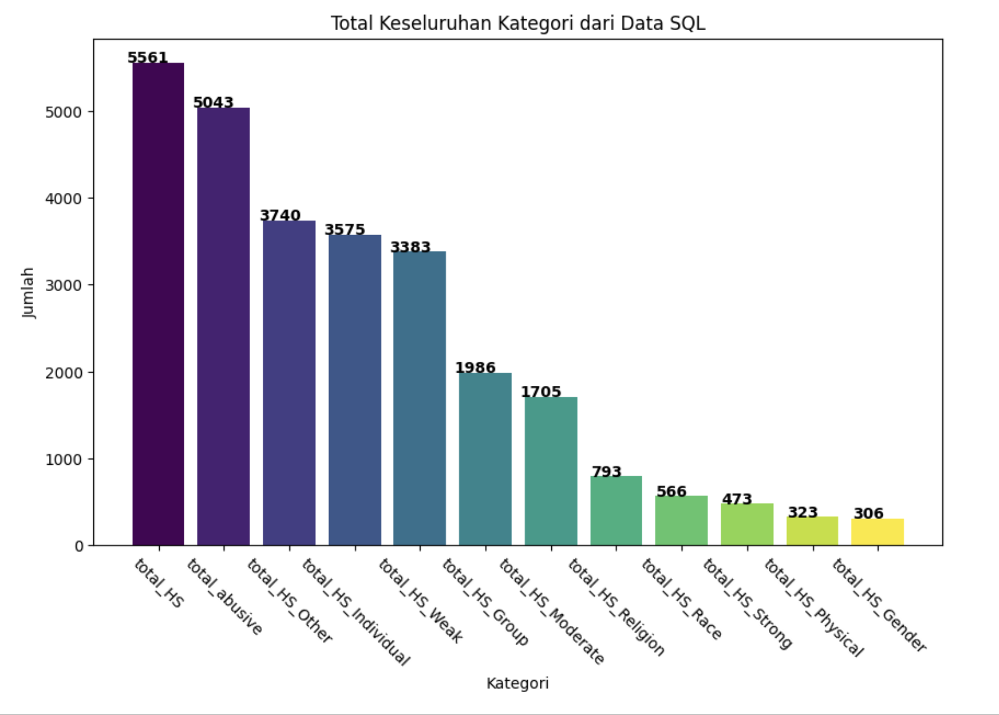 Total Keseluruhan Kategori dari Data SQL
Jumlah
5000
4000
3000
2000
1000
0
5561
5043
3740
3575
3383
1986
1705
793
566
473
323
306
total_HS
total_abusive
total_HS_Other
total_HS_Individual
total_HS_Weak
total_HS_Group
total_HS_Moderate
total_HS_Religion
total_HS_Race
total_HS_Strong
total_HS_Physical
total_HS_Gender
Kategori